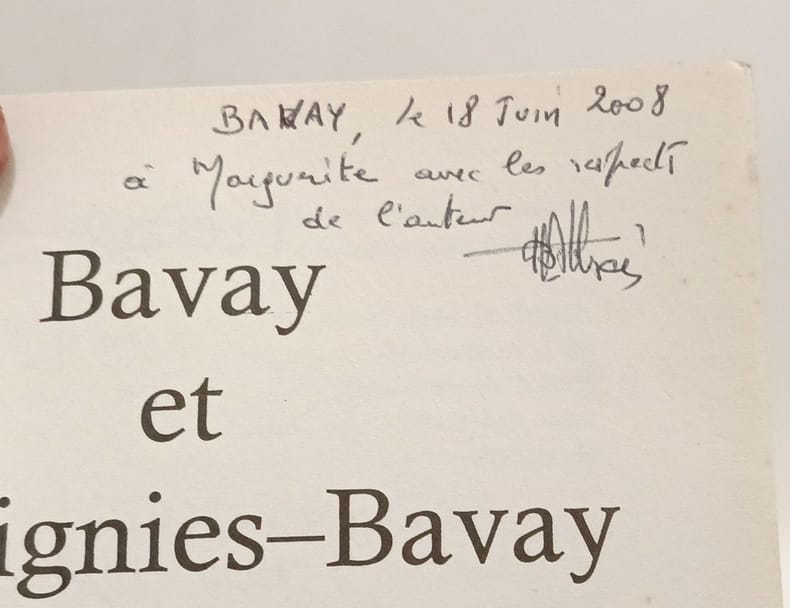 BAVAY, le 18 Juin 2008
à Marguerite avec les respects
de l'auteur
Bavay
et
ignies–Bavay